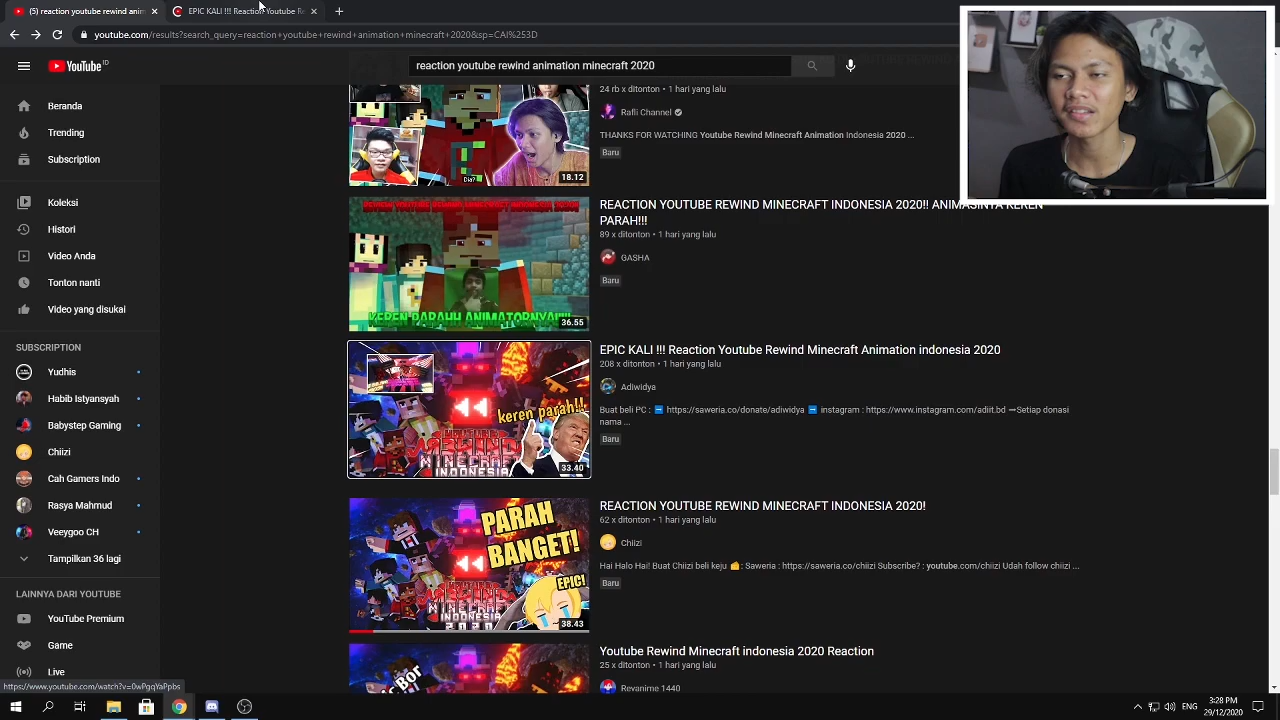 (5) reaction youtube rewind anim
EPIC KALI !!! Reaction Youtube Re
youtube.com/results?search_query=reaction+youtube+rewind+animation+minecraft+2020&sp=CAI%253D
YouTube ID
reaction youtube rewind animation minecraft 2020
Beranda
Trending
Subscription
Koleksi
Histori
Video Anda
Tonton nanti
Video yang disukai
SUBSCRIPTION
Yudhis
Habib Istyansyah
Babystep Gaming
Chiizi
Cah Gamers Indo
Rasya Mahmud
Veeygoo CH
Tampilkan 36 lagi
LAINNYA DARI YOUTUBE
YouTube Premium
Game
Live
https://www.youtube.com/watch?v=0wPgqYaPpbs
24 rb x ditonton • 1 hari yang lalu
Rafli Channel
THANKS FOR WATCHING Youtube Rewind Minecraft Animation Indonesia 2020 ...
Baru
Dia?
18.12
REACTION YOUTUBE REWIND MINECRAFT INDONESIA 2020!! ANIMASINYA KEREN
PARAH!!!
89 x ditonton • 1 hari yang lalu
GASHA
Baru
KEREN PARAHH ANIMATORNYA!!!!
36.55
EPIC KALI !!! Reaction Youtube Rewind Minecraft Animation indonesia 2020
208 x ditonton • 1 hari yang lalu
Adiwidya
Buat beli PC : ➡ https://saweria.co/donate/adiwidya ➡ instagram : https://www.instagram.com/adiit.bd ➖Setiap donasi
nama ...
Baru
keren parah!!.
YOUTUBE
REWIND
MINECRAFT
INDONESIA
33.40
REACTION YOUTUBE REWIND MINECRAFT INDONESIA 2020!
62 x ditonton • 1 hari yang lalu
Chiizi
Hai Halo Hai! Buat Chiizi beli keju 🧀 : Saweria : https://saweria.co/chiizi Subscribe? : youtube.com/chiizi Udah follow chiizi ...
Baru
PARAH
BANGET!
EPIC!
YOUTUBE
REWIND
MINECRAFT
INDONESIA
38.43
Youtube Rewind Minecraft indonesia 2020 Reaction
25 x ditonton • 1 hari yang lalu
Revanime 1440
ENG
3:28 PM
29/12/2020